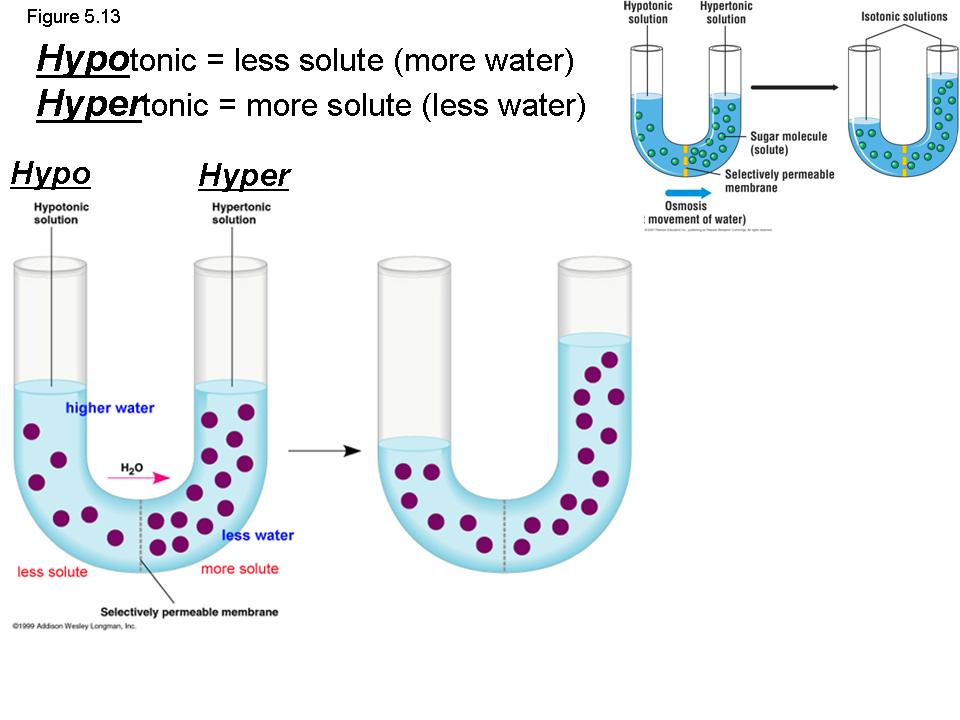 Figure 5.13
Hypotonic = less solute (more water)
Hypertonic = more solute (less water)
Hypotonic
solution
Hypertonic
solution
Isotonic solutions
Sugar molecule
(solute)
Selectively permeable
membrane
Osmosis
movement of water)
Hypo
Hyper
Hypotonic
solution
Hypertonic
solution
higher water
H₂O
less water
less solute
more solute
Selectively permeable membrane
©1999 Addison Wesley Longman, Inc.